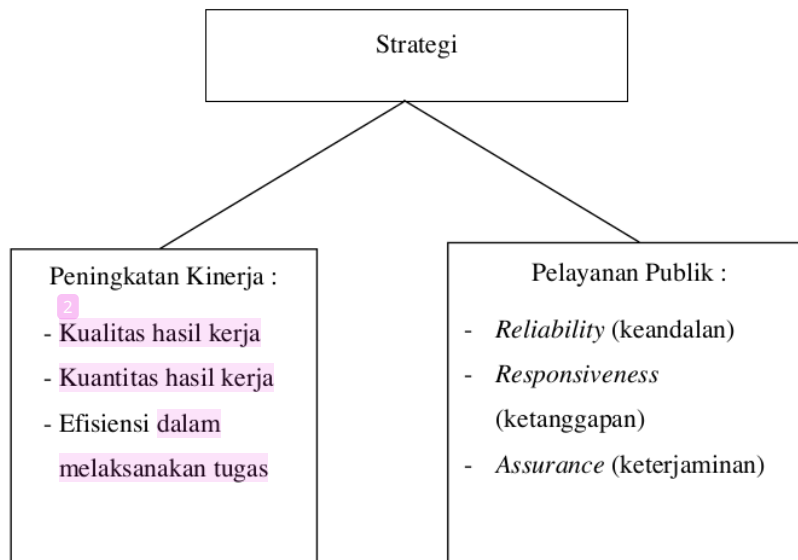 Strategi
Peningkatan Kinerja :
2
- Kualitas hasil kerja
- Kuantitas hasil kerja
- Efisiensi dalam
melaksanakan tugas
Pelayanan Publik :
- Reliability (keandalan)
- Responsiveness
(ketanggapan)
- Assurance (keterjaminan)